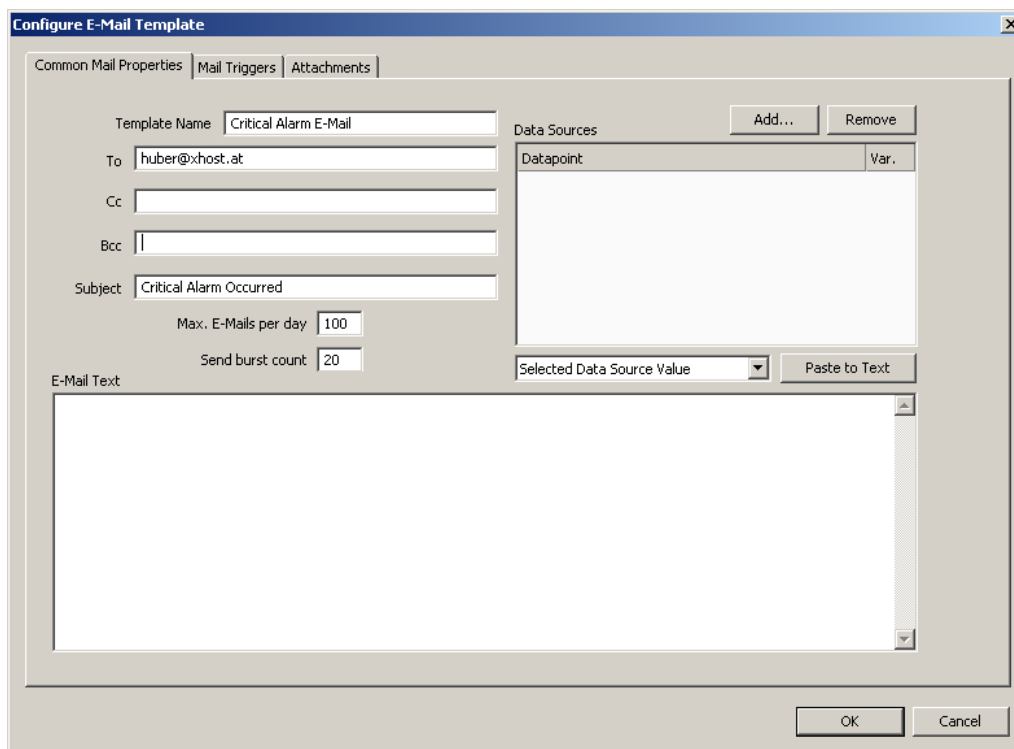 Configure E-Mail Template
Common Mail Properties Mail Triggers Attachments
Template Name Critical Alarm E-Mail
To huber@xhost.at
Cc
Bcc
Subject Critical Alarm Occurred
Max. E-Mails per day 100
Send burst count 20
Data Sources Add... Remove
Datapoint Var.
Selected Data Source Value Paste to Text
E-Mail Text
OK Cancel